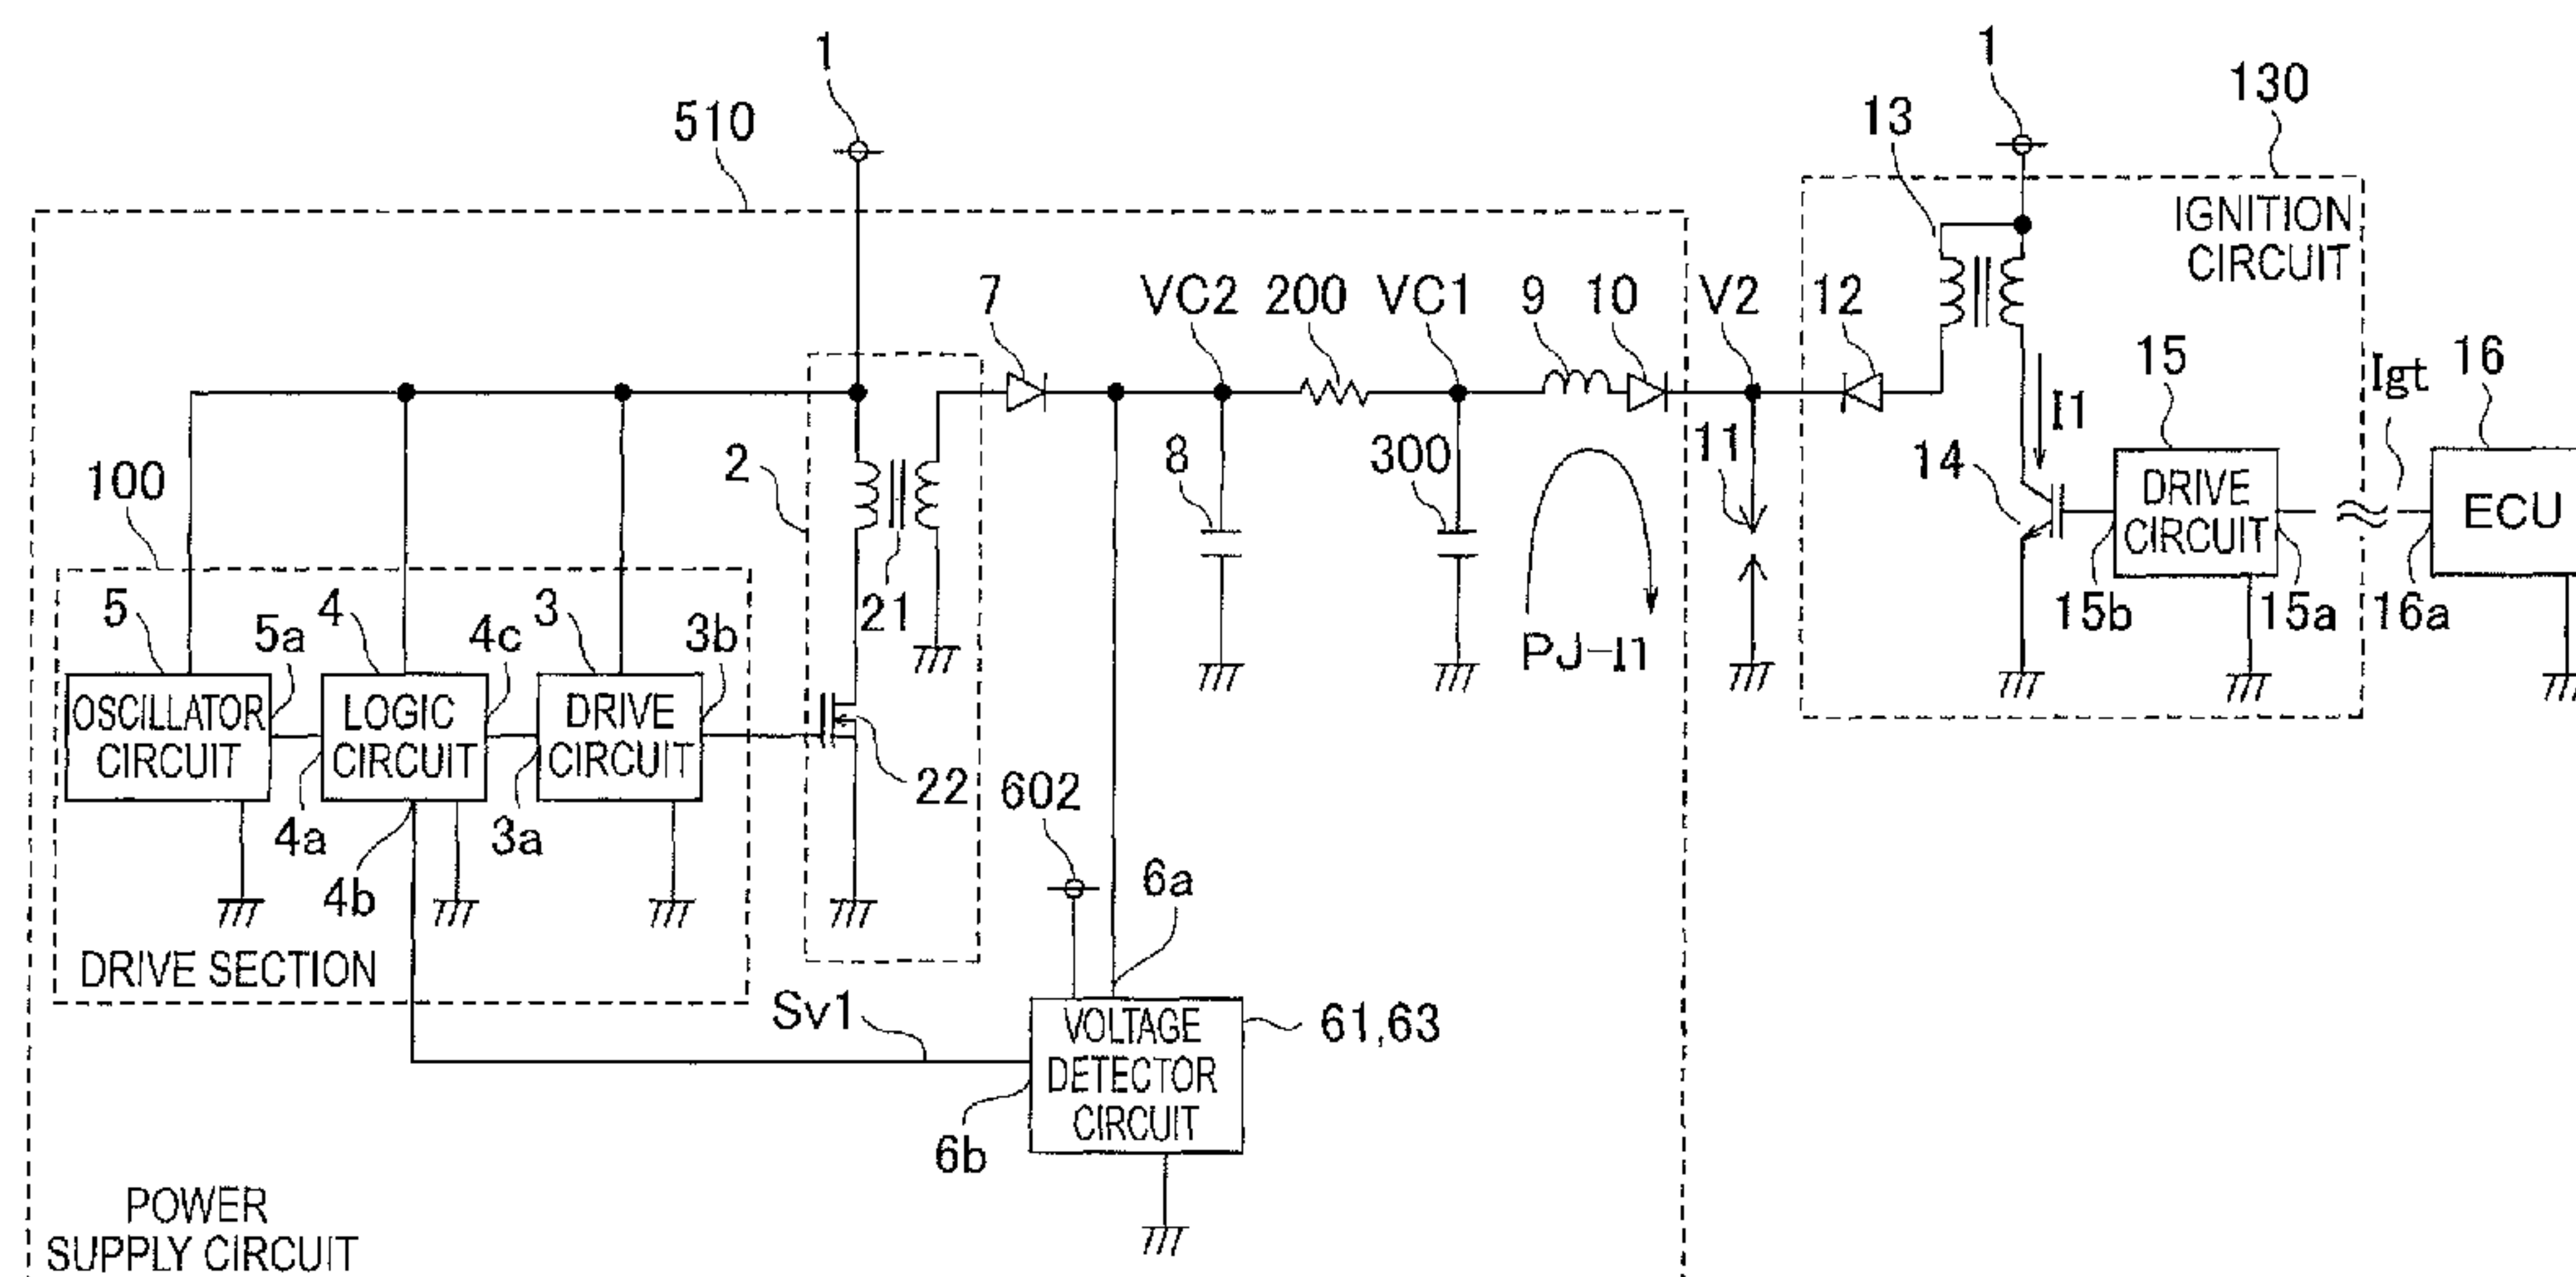 1
1
510
13
130
IGNITION
CIRCUIT
7
VC2
200
VC1
9
10
V2
12
15
Igt
16
I1
100
2
8
300
11
14
DRIVE
CIRCUIT
ECU
5
4
3
21
15b
15a
16a
5a
4c
3b
PJ-I1
OSCILLATOR
CIRCUIT
LOGIC
CIRCUIT
DRIVE
CIRCUIT
22
602
4a
3a
4b
6a
DRIVE SECTION
Sv1
VOLTAGE
DETECTOR
CIRCUIT
61,63
6b
POWER
SUPPLY CIRCUIT